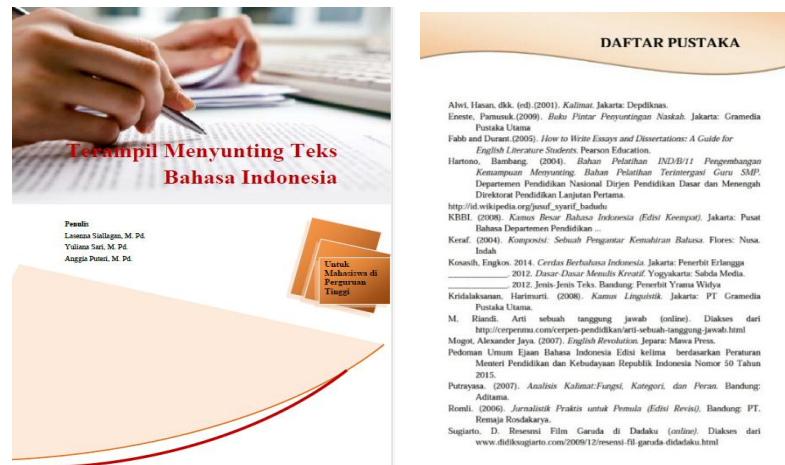 Terampil Menyunting Teks
Bahasa Indonesia
Penulis
Lasenna Siallagan, M. Pd.
Yuliana Sari, M. Pd.
Anggia Puteri, M. Pd.
Untuk
Mahasiswa di
Perguruan
Tinggi
DAFTAR PUSTAKA
Alwi, Hasan, dkk. (ed).(2001). Kalimat. Jakarta: Depdiknas.
Eneste, Pamusuk.(2009). Buku Pintar Penyuntingan Naskah. Jakarta: Gramedia
Pustaka Utama
Fabb and Durant.(2005). How to Write Essays and Dissertations: A Guide for
English Literature Students. Pearson Education.
Hartono, Bambang. (2004). Bahan Pelatihan IND/B/11 Pengembangan
Kemampuan Menyunting. Bahan Pelatihan Terintergasi Guru SMP.
Departemen Pendidikan Nasional Dirjen Pendidikan Dasar dan Menengah
Direktorat Pendidikan Lanjutan Pertama.
http://id.wikipedia.org/jusuf_syarif_badudu
KBBI. (2008). Kamus Besar Bahasa Indonesia (Edisi Keempat). Jakarta: Pusat
Bahasa Departemen Pendidikan ...
Keraf. (2004). Komposisi: Sebuah Pengantar Kemahiran Bahasa. Flores: Nusa.
Indah
Kosasih, Engkos. 2014. Cerdas Berbahasa Indonesia. Jakarta: Penerbit Erlangga
______________. 2012. Dasar-Dasar Menulis Kreatif. Yogyakarta: Sabda Media.
______________. 2012. Jenis-Jenis Teks. Bandung: Penerbit Yrama Widya
Kridalaksanan, Harimurti. (2008). Kamus Linguistik. Jakarta: PT Gramedia
Pustaka Utama.
M. Riandi. Arti sebuah tanggung jawab (online). Diakses dari
http://cerpenmu.com/cerpen-pendidikan/arti-sebuah-tanggung-jawab.html
Mogot, Alexander Jaya. (2007). English Revolution. Jepara: Mawa Press.
Pedoman Umum Ejaan Bahasa Indonesia Edisi kelima berdasarkan Peraturan
Menteri Pendidikan dan Kebudayaan Republik Indonesia Nomor 50 Tahun
2015.
Putrayasa. (2007). Analisis Kalimat:Fungsi, Kategori, dan Peran. Bandung:
Aditama.
Romli. (2006). Jurnalistik Praktis untuk Pemula (Edisi Revisi). Bandung: PT.
Remaja Rosdakarya.
Sugiarto, D. Resesnsi Film Garuda di Dadaku (online). Diakses dari
www.didiksugiarto.com/2009/12/resensi-fil-garuda-didadaku.html